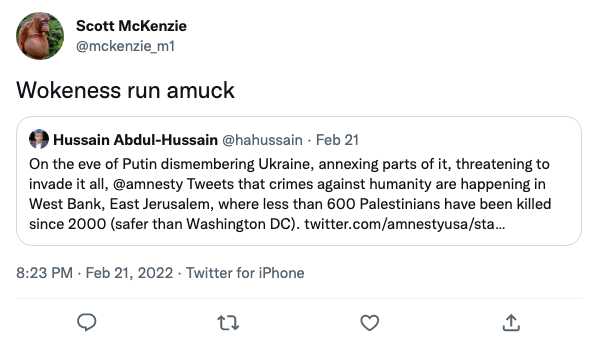 Scott McKenzie
@mckenzie_m1
Wokeness run amuck
Hussain Abdul-Hussain @hahussain · Feb 21
On the eve of Putin dismembering Ukraine, annexing parts of it, threatening to
invade it all, @amnesty Tweets that crimes against humanity are happening in
West Bank, East Jerusalem, where less than 600 Palestinians have been killed
since 2000 (safer than Washington DC). twitter.com/amnestyusa/sta…
8:23 PM · Feb 21, 2022 · Twitter for iPhone